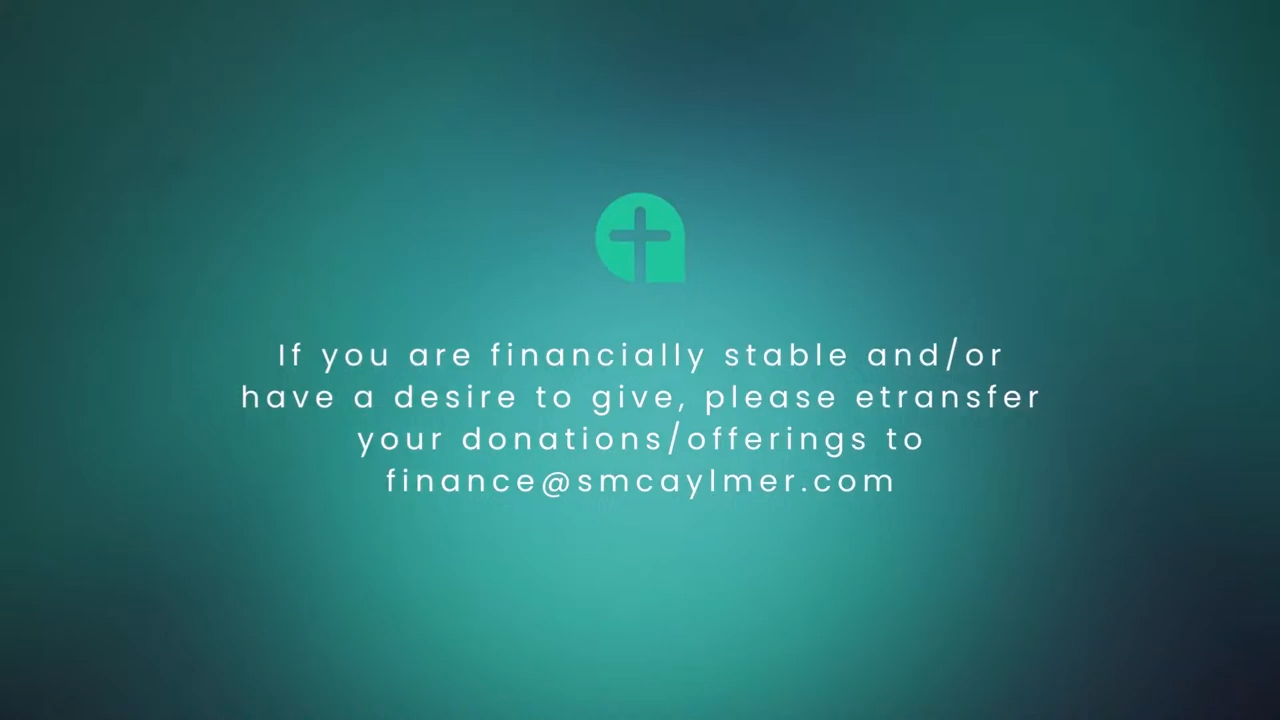 If you are financially stable and/or
have a desire to give, please etransfer
your donations/offerings to
finance@smcaylmer.com